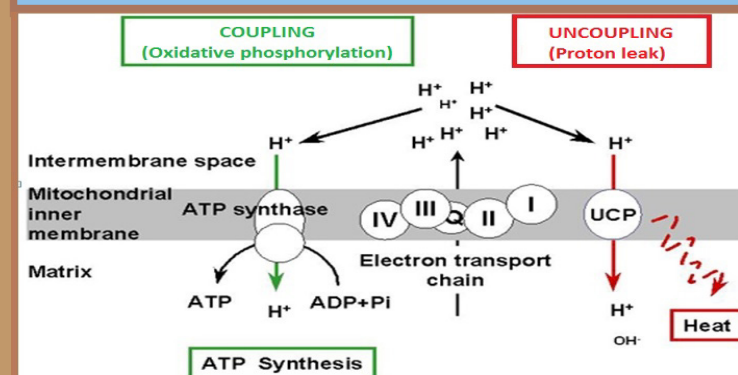 COUPLING
(Oxidative phosphorylation)
UNCOUPLING
(Proton leak)
H+ H+
H+
H+
H+ H+ H+
H+
H+
Intermembrane space
Mitochondrial
inner
membrane
ATP synthase
IV III Q II I
UCP
Matrix
Electron transport
chain
ATP
H+
ADP+Pi
H+
OH-
Heat
ATP Synthesis